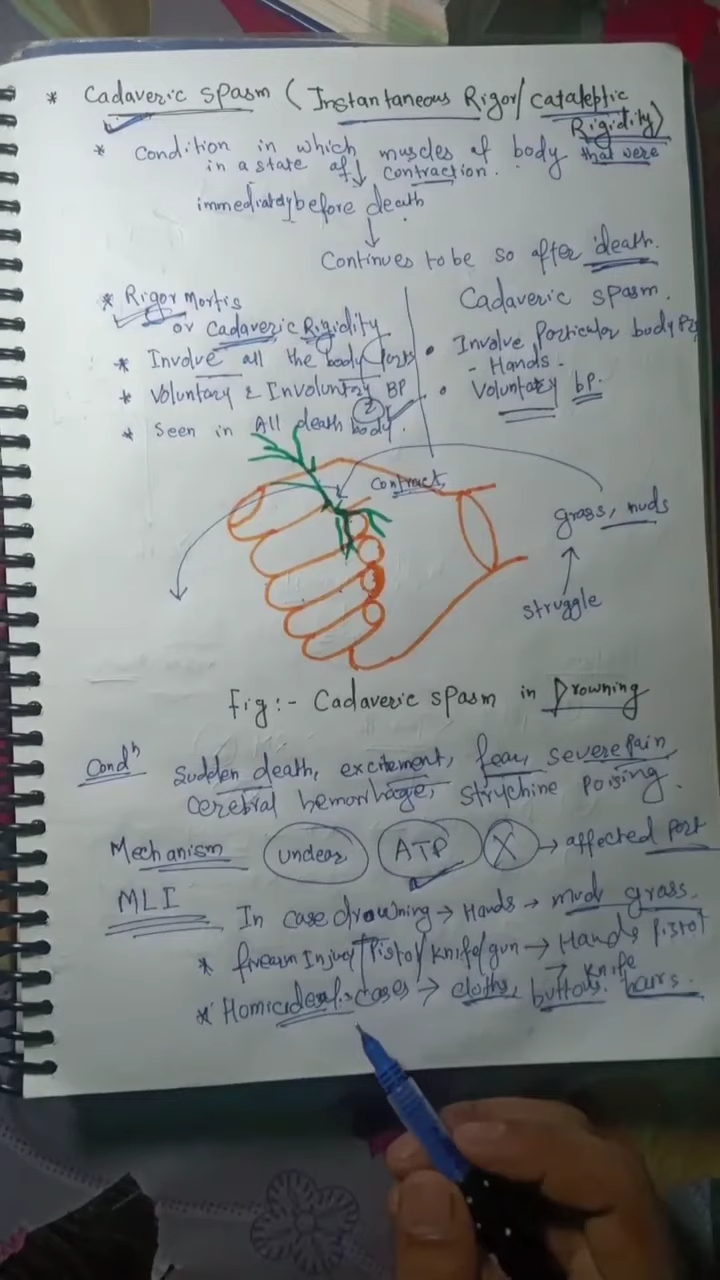 * Cadaveric spasm (Instantaneous Rigor/Cataleptic Rigidity)
* Condition in which muscles of body that were
in a state of contraction.
immediately before death
Continues to be so after death.
* Rigor mortis
or Cadaveric Rigidity
* Involve all the body parts
* Voluntary & Involuntary BP
* Seen in All death body.
2
Cadaveric spasm.
• Involve Particular body
- Hands -
• Voluntary bp.
Contract
grass, muds
struggle
Fig:- Cadaveric spasm in Drowning
Condn Sudden death, excitement, fear, severe pain
cerebral hemorrhage, strychine poising.
Mechanism unclear ATP X → affected part
MLI
In case drowning → Hands → mud grass.
* firearm Injury/Pistol/knife/gun → Hands pistol
→ knife
* Homicidal cases → cloths, buttons. hairs.